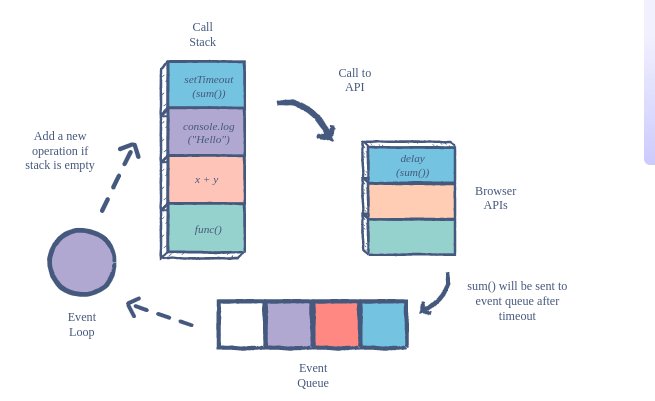 Call
Stack
setTimeout
(sum())
console.log
("Hello")
x + y
func()
Call to
API
delay
(sum())
Browser
APIs
Add a new
operation if
stack is empty
Event
Loop
sum() will be sent to
event queue after
timeout
Event
Queue